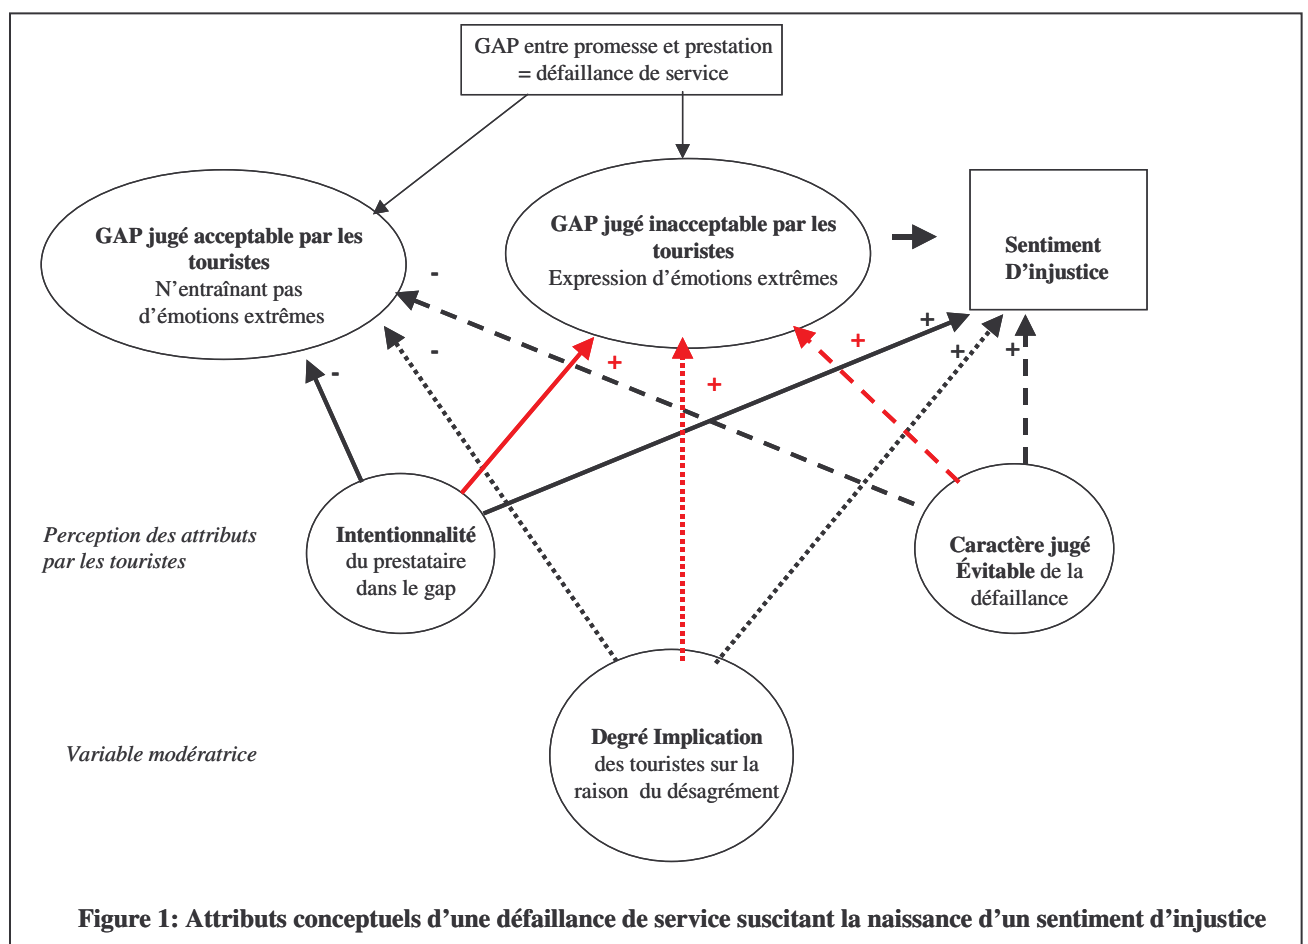 GAP entre promesse et prestation
= défaillance de service
GAP jugé acceptable par les
touristes
N'entraînant pas
d'émotions extrêmes
GAP jugé inacceptable par les
touristes
Expression d'émotions extrêmes
Sentiment
D'injustice
-
-
-
+
+
+
+
+
+
Perception des attributs
par les touristes
Intentionnalité
du prestataire
dans le gap
Caractère jugé
Évitable de la
défaillance
Variable modératrice
Degré Implication
des touristes sur la
raison du désagrément
Figure 1: Attributs conceptuels d'une défaillance de service suscitant la naissance d'un sentiment d'injustice